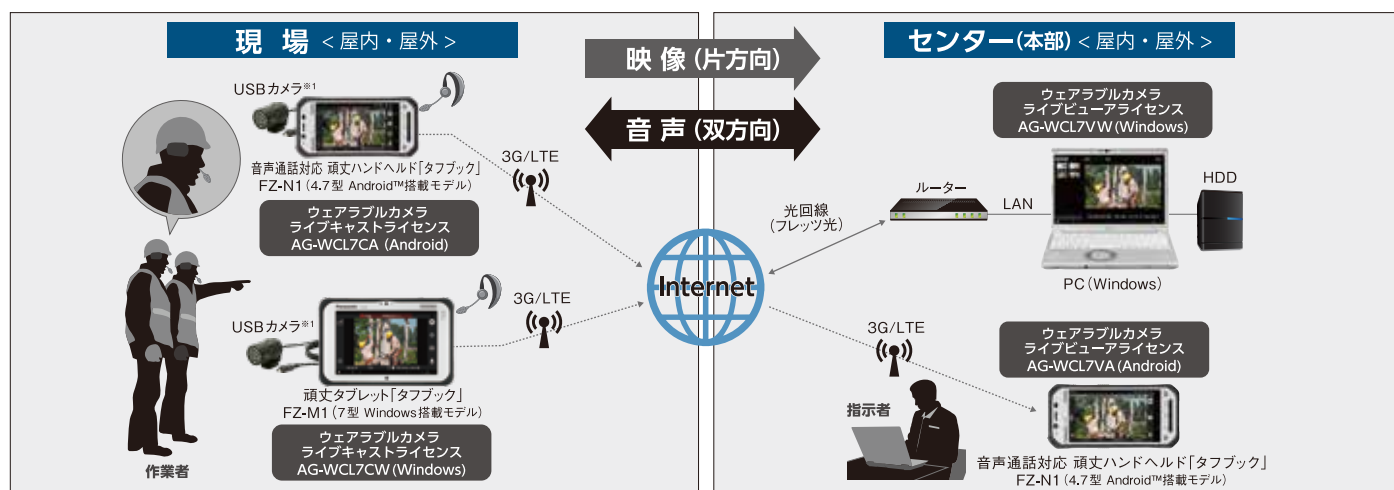 現場 <屋内・屋外>
USBカメラ※1
音声通話対応 頑丈ハンドヘルド「タフブック」
FZ-N1(4.7型 Android™搭載モデル)
ウェアラブルカメラ
ライブキャストライセンス
AG-WCL7CA(Android)
3G/LTE
USBカメラ※1
3G/LTE
頑丈タブレット「タフブック」
FZ-M1(7型 Windows搭載モデル)
ウェアラブルカメラ
ライブキャストライセンス
AG-WCL7CW(Windows)
作業者
映像(片方向)
音声(双方向)
Internet
センター(本部)<屋内・屋外>
ウェアラブルカメラ
ライブビューアライセンス
AG-WCL7VW(Windows)
ルーター
LAN
HDD
光回線
(フレッツ光)
PC(Windows)
3G/LTE
ウェアラブルカメラ
ライブビューアライセンス
AG-WCL7VA(Android)
指示者
音声通話対応 頑丈ハンドヘルド「タフブック」
FZ-N1(4.7型 Android™搭載モデル)